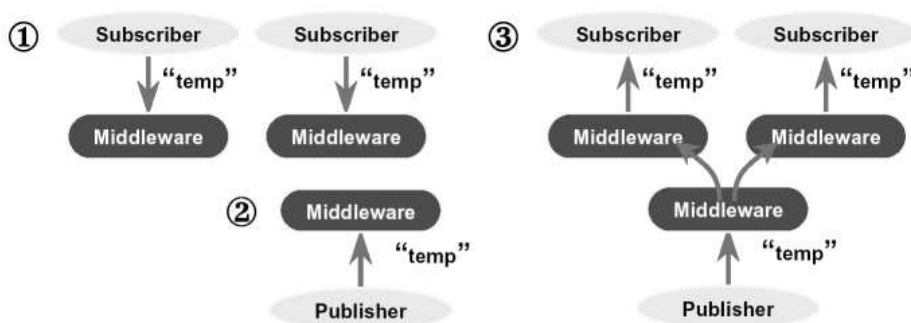 ①
Subscriber
Subscriber
“temp”
“temp”
Middleware
Middleware
②
Middleware
“temp”
Publisher
③
Subscriber
Subscriber
“temp”
“temp”
Middleware
Middleware
Middleware
“temp”
Publisher